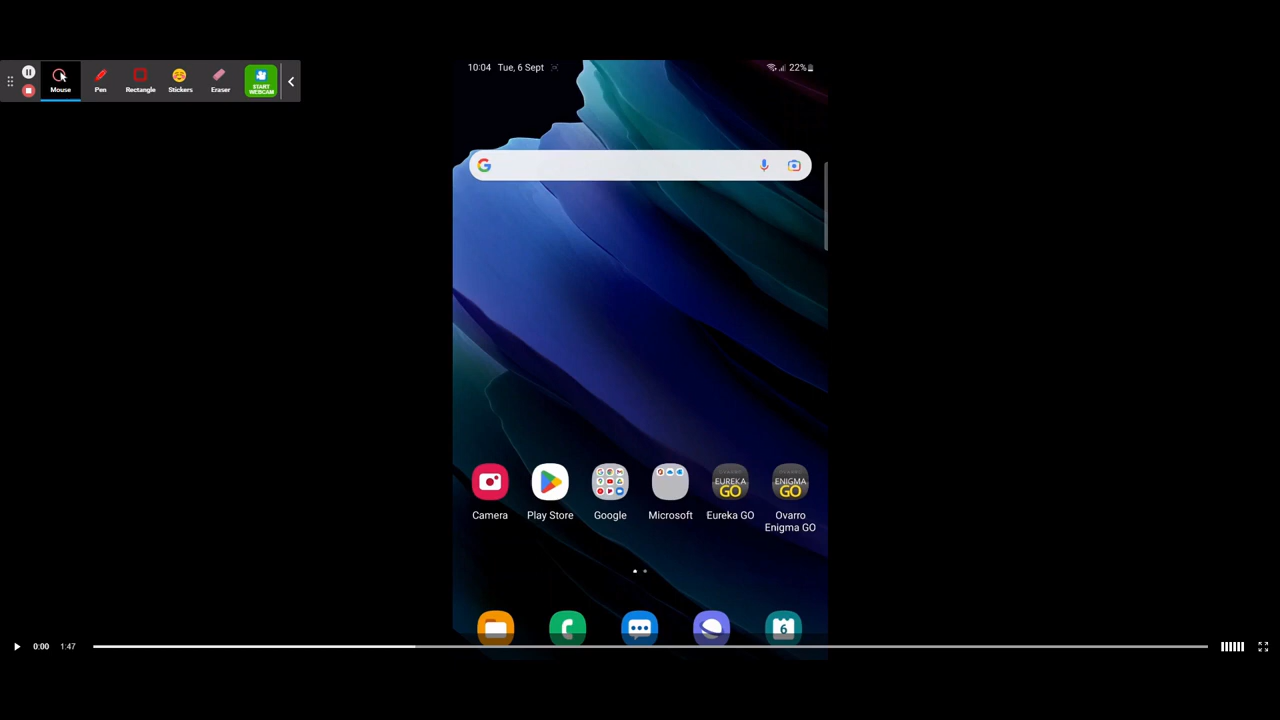 10:04 Tue, 6 Sept
22%
Mouse
Pen
Rectangle
Stickers
Eraser
START
WEBCAM
EUREKA
GO
ENIGMA
GO
Camera
Play Store
Google
Microsoft
Eureka GO
Ovarro
Enigma GO
6
0:00
1:47